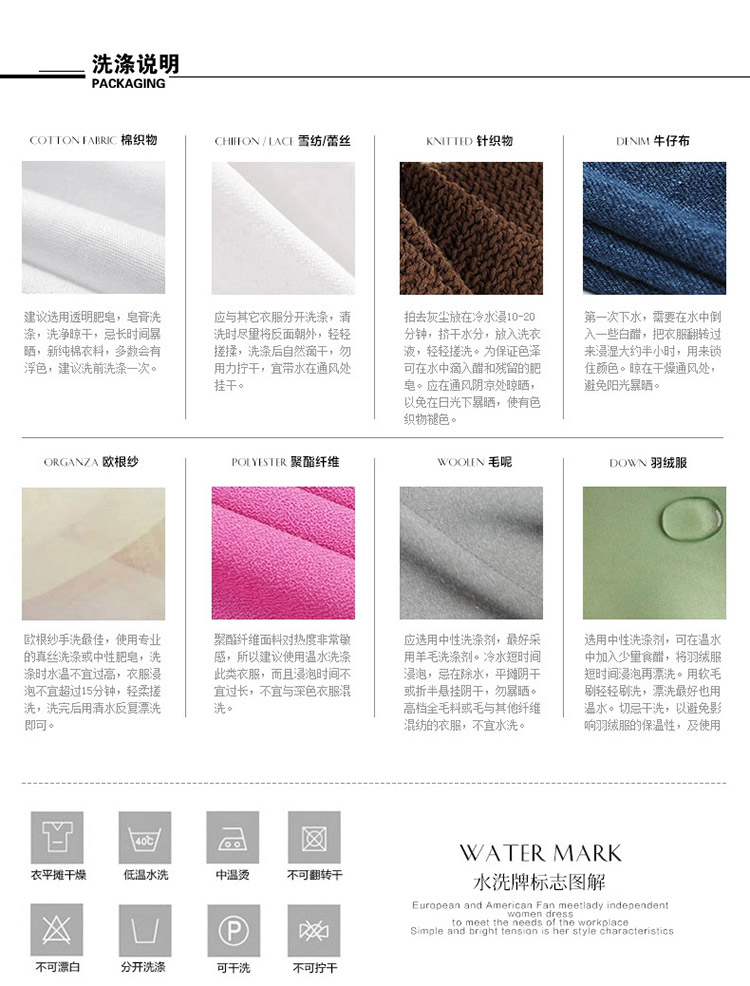 洗涤说明
PACKAGING
COTTON FABRIC 棉织物
建议选用透明肥皂，皂膏洗
涤，洗净晾干，忌长时间暴
晒，新纯棉衣料，多数会有
浮色，建议洗前洗涤一次。
CHIFFON / LACE 雪纺/蕾丝
应与其它衣服分开洗涤，清
洗时尽量将反面朝外，轻轻
搓揉，洗涤后自然滴干，勿
用力拧干，宜带水在通风处
挂干。
KNITTED 针织物
拍去灰尘放在冷水浸10-20
分钟，挤干水分，放入洗衣
液，轻轻搓洗。为保证色泽
可在水中滴入醋和残留的肥
皂。应在通风阴凉处晾晒，
以免在日光下暴晒，使有色
织物褪色。
DENIM 牛仔布
第一次下水，需要在水中倒
入一些白醋，把衣服翻转过
来浸湿大约半小时，用来锁
住颜色。晾在干燥通风处，
避免阳光暴晒。
ORGANZA 欧根纱
欧根纱手洗最佳，使用专业
的真丝洗涤或中性肥皂，洗
涤时水温不宜过高，衣服浸
泡不宜超过15分钟，轻柔搓
洗，洗完后用清水反复漂洗
即可。
POLYESTER 聚酯纤维
聚酯纤维面料对热度非常敏
感，所以建议使用温水洗涤
此类衣服，而且浸泡时间不
宜过长，不宜与深色衣服混
洗。
WOOLEN 毛呢
应选用中性洗涤剂，最好采
用羊毛洗涤剂。冷水短时间
浸泡，忌在除水，平摊阴干
或折半悬挂阴干，勿暴晒。
高档全毛料或毛与其他纤维
混纺的衣服，不宜水洗。
DOWN 羽绒服
选用中性洗涤剂，可在温水
中加入少量食醋，将羽绒服
短时间浸泡再漂洗。用软毛
刷轻轻刷洗，漂洗最好也用
温水。切忌干洗，以避免影
响羽绒服的保温性，及使用
40℃
衣平摊干燥
低温水洗
中温烫
不可翻转干
P
不可漂白
分开洗涤
可干洗
不可拧干
WATER MARK
水洗牌标志图解
European and American Fan meetlady independent
women dress
to meet the needs of the workplace
Simple and bright tension is her style characteristics